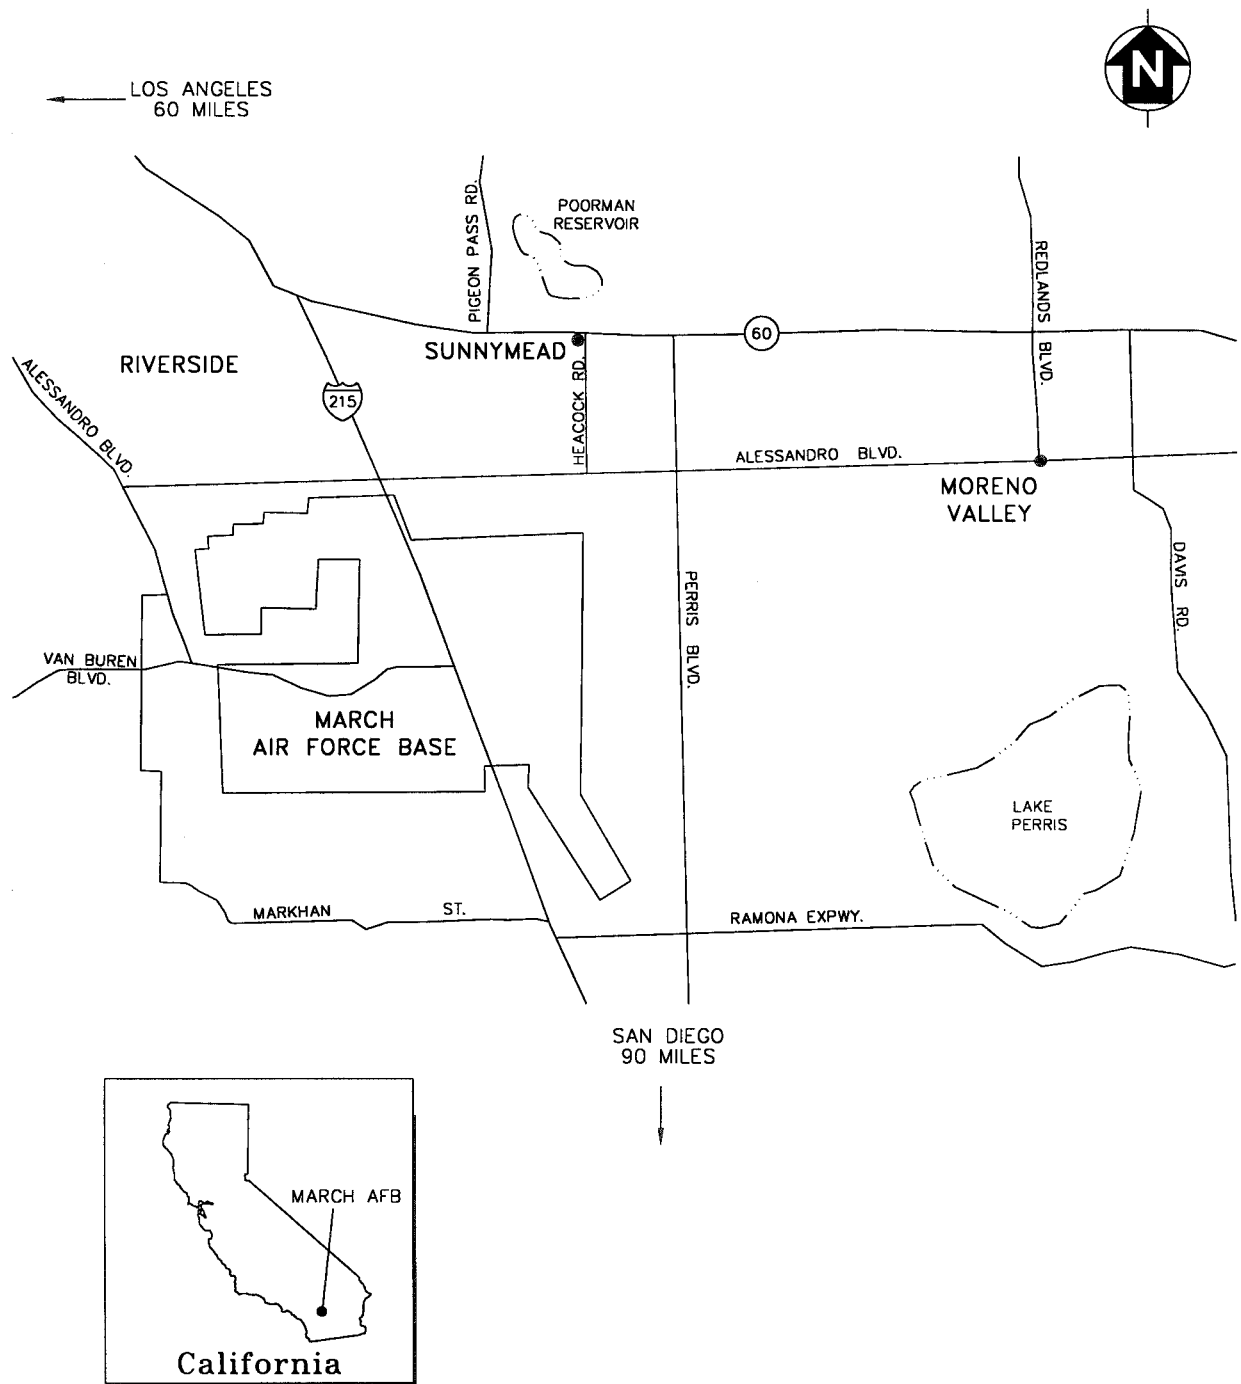 N
LOS ANGELES
60 MILES
PIGEON PASS RD.
POORMAN
RESERVOIR
REDLANDS BLVD.
60
SUNNYMEAD
RIVERSIDE
ALESSANDRO BLVD.
215
HEACOCK RD.
ALESSANDRO BLVD.
MORENO
VALLEY
PERRIS BLVD.
DAVIS RD.
VAN BUREN
BLVD.
MARCH
AIR FORCE BASE
LAKE
PERRIS
MARKHAN ST.
RAMONA EXPWY.
SAN DIEGO
90 MILES
MARCH AFB
California